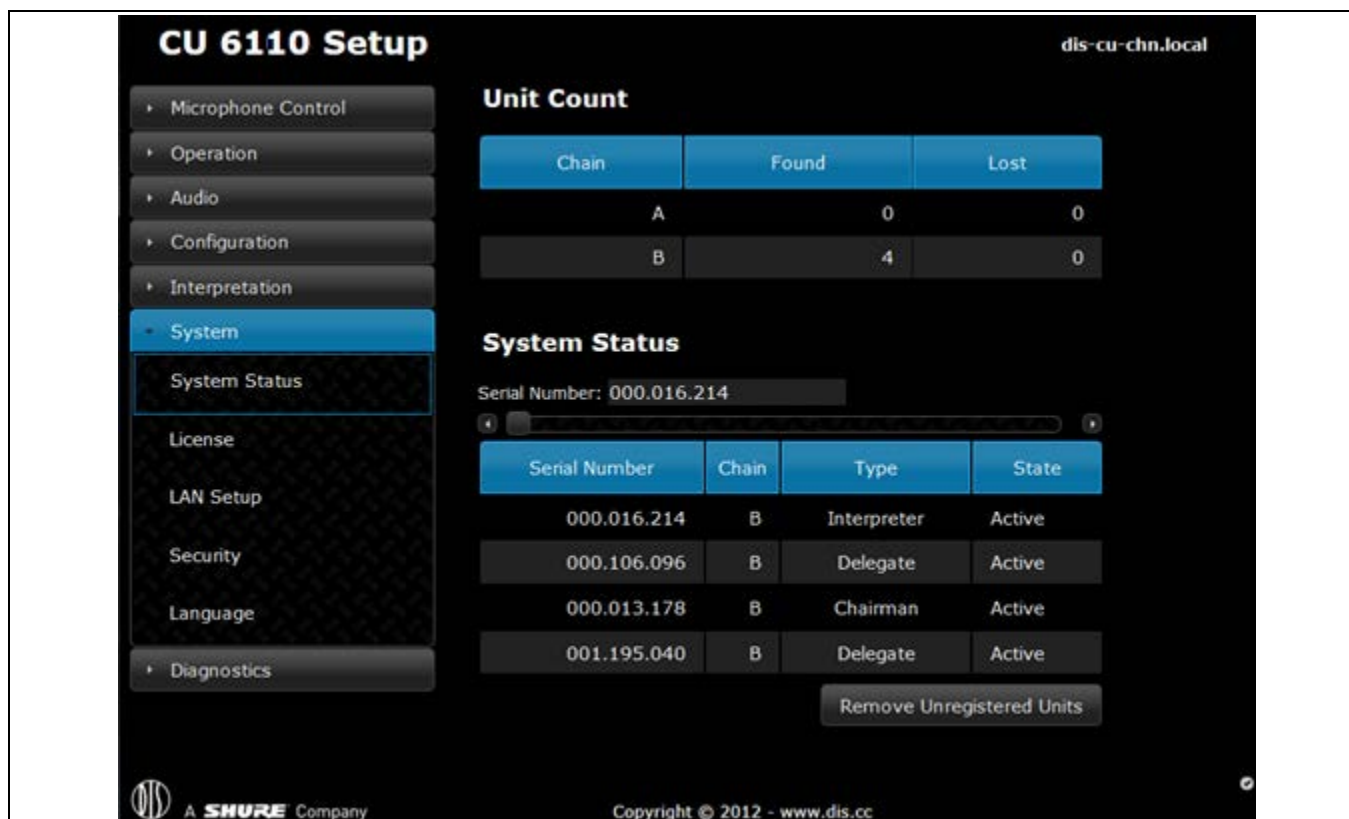 CU 6110 Setup
dis-cu-chn.local
Microphone Control
Operation
Audio
Configuration
Interpretation
System
System Status
License
LAN Setup
Security
Language
Diagnostics
Unit Count
Chain Found Lost
A 0 0
B 4 0
System Status
Serial Number: 000.016.214
Serial Number Chain Type State
000.016.214 B Interpreter Active
000.106.096 B Delegate Active
000.013.178 B Chairman Active
001.195.040 B Delegate Active
Remove Unregistered Units
DIS A SHURE Company
Copyright © 2012 - www.dis.cc